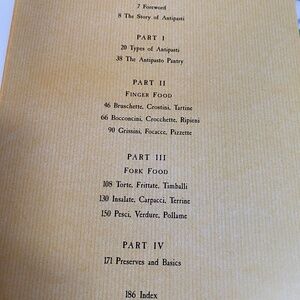 7 Foreword
8 The Story of Antipasti
PART I
20 Types of Antipasti
38 The Antipasto Pantry
PART II
FINGER FOOD
46 Bruschette, Crostini, Tartine
66 Bocconcini, Crocchette, Ripieni
90 Grissini, Focacce, Pizzette
PART III
FORK FOOD
108 Torte, Frittate, Timballi
130 Insalate, Carpacci, Terrine
150 Pesci, Verdure, Pollame
PART IV
171 Preserves and Basics
186 Index